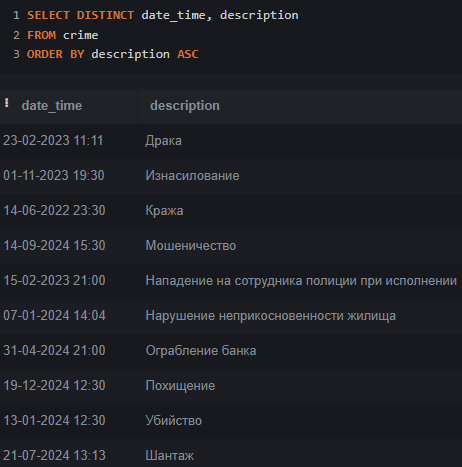 1 SELECT DISTINCT date_time, description
2 FROM crime
3 ORDER BY description ASC
date_time description
23-02-2023 11:11 Драка
01-11-2023 19:30 Изнасилование
14-06-2022 23:30 Кража
14-09-2024 15:30 Мошеничество
15-02-2023 21:00 Нападение на сотрудника полиции при исполнении
07-01-2024 14:04 Нарушение неприкосновенности жилища
31-04-2024 21:00 Ограбление банка
19-12-2024 12:30 Похищение
13-01-2024 12:30 Убийство
21-07-2024 13:13 Шантаж